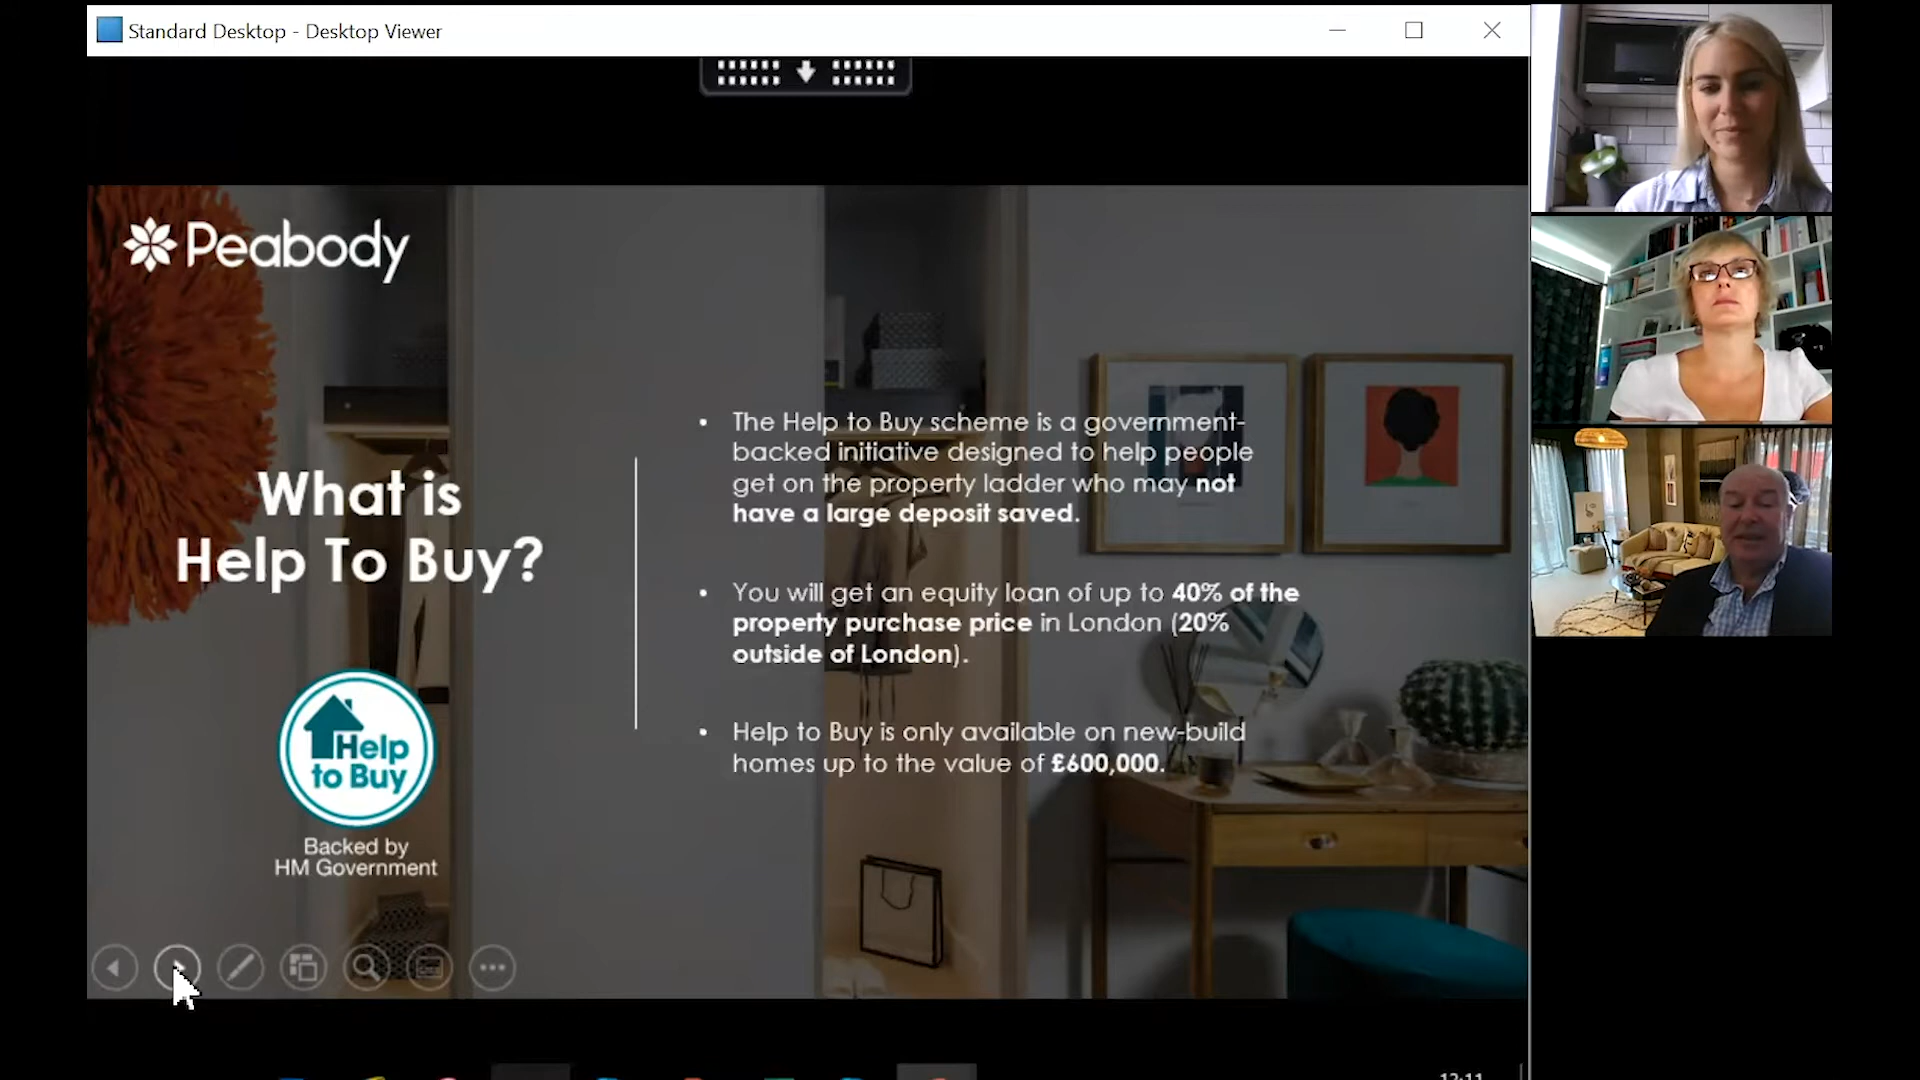 Standard Desktop - Desktop Viewer
Peabody
What is
Help To Buy?
Help
to Buy
Backed by
HM Government
• The Help to Buy scheme is a government-
backed initiative designed to help people
get on the property ladder who may not
have a large deposit saved.
• You will get an equity loan of up to 40% of the
property purchase price in London (20%
outside of London).
• Help to Buy is only available on new-build
homes up to the value of £600,000.